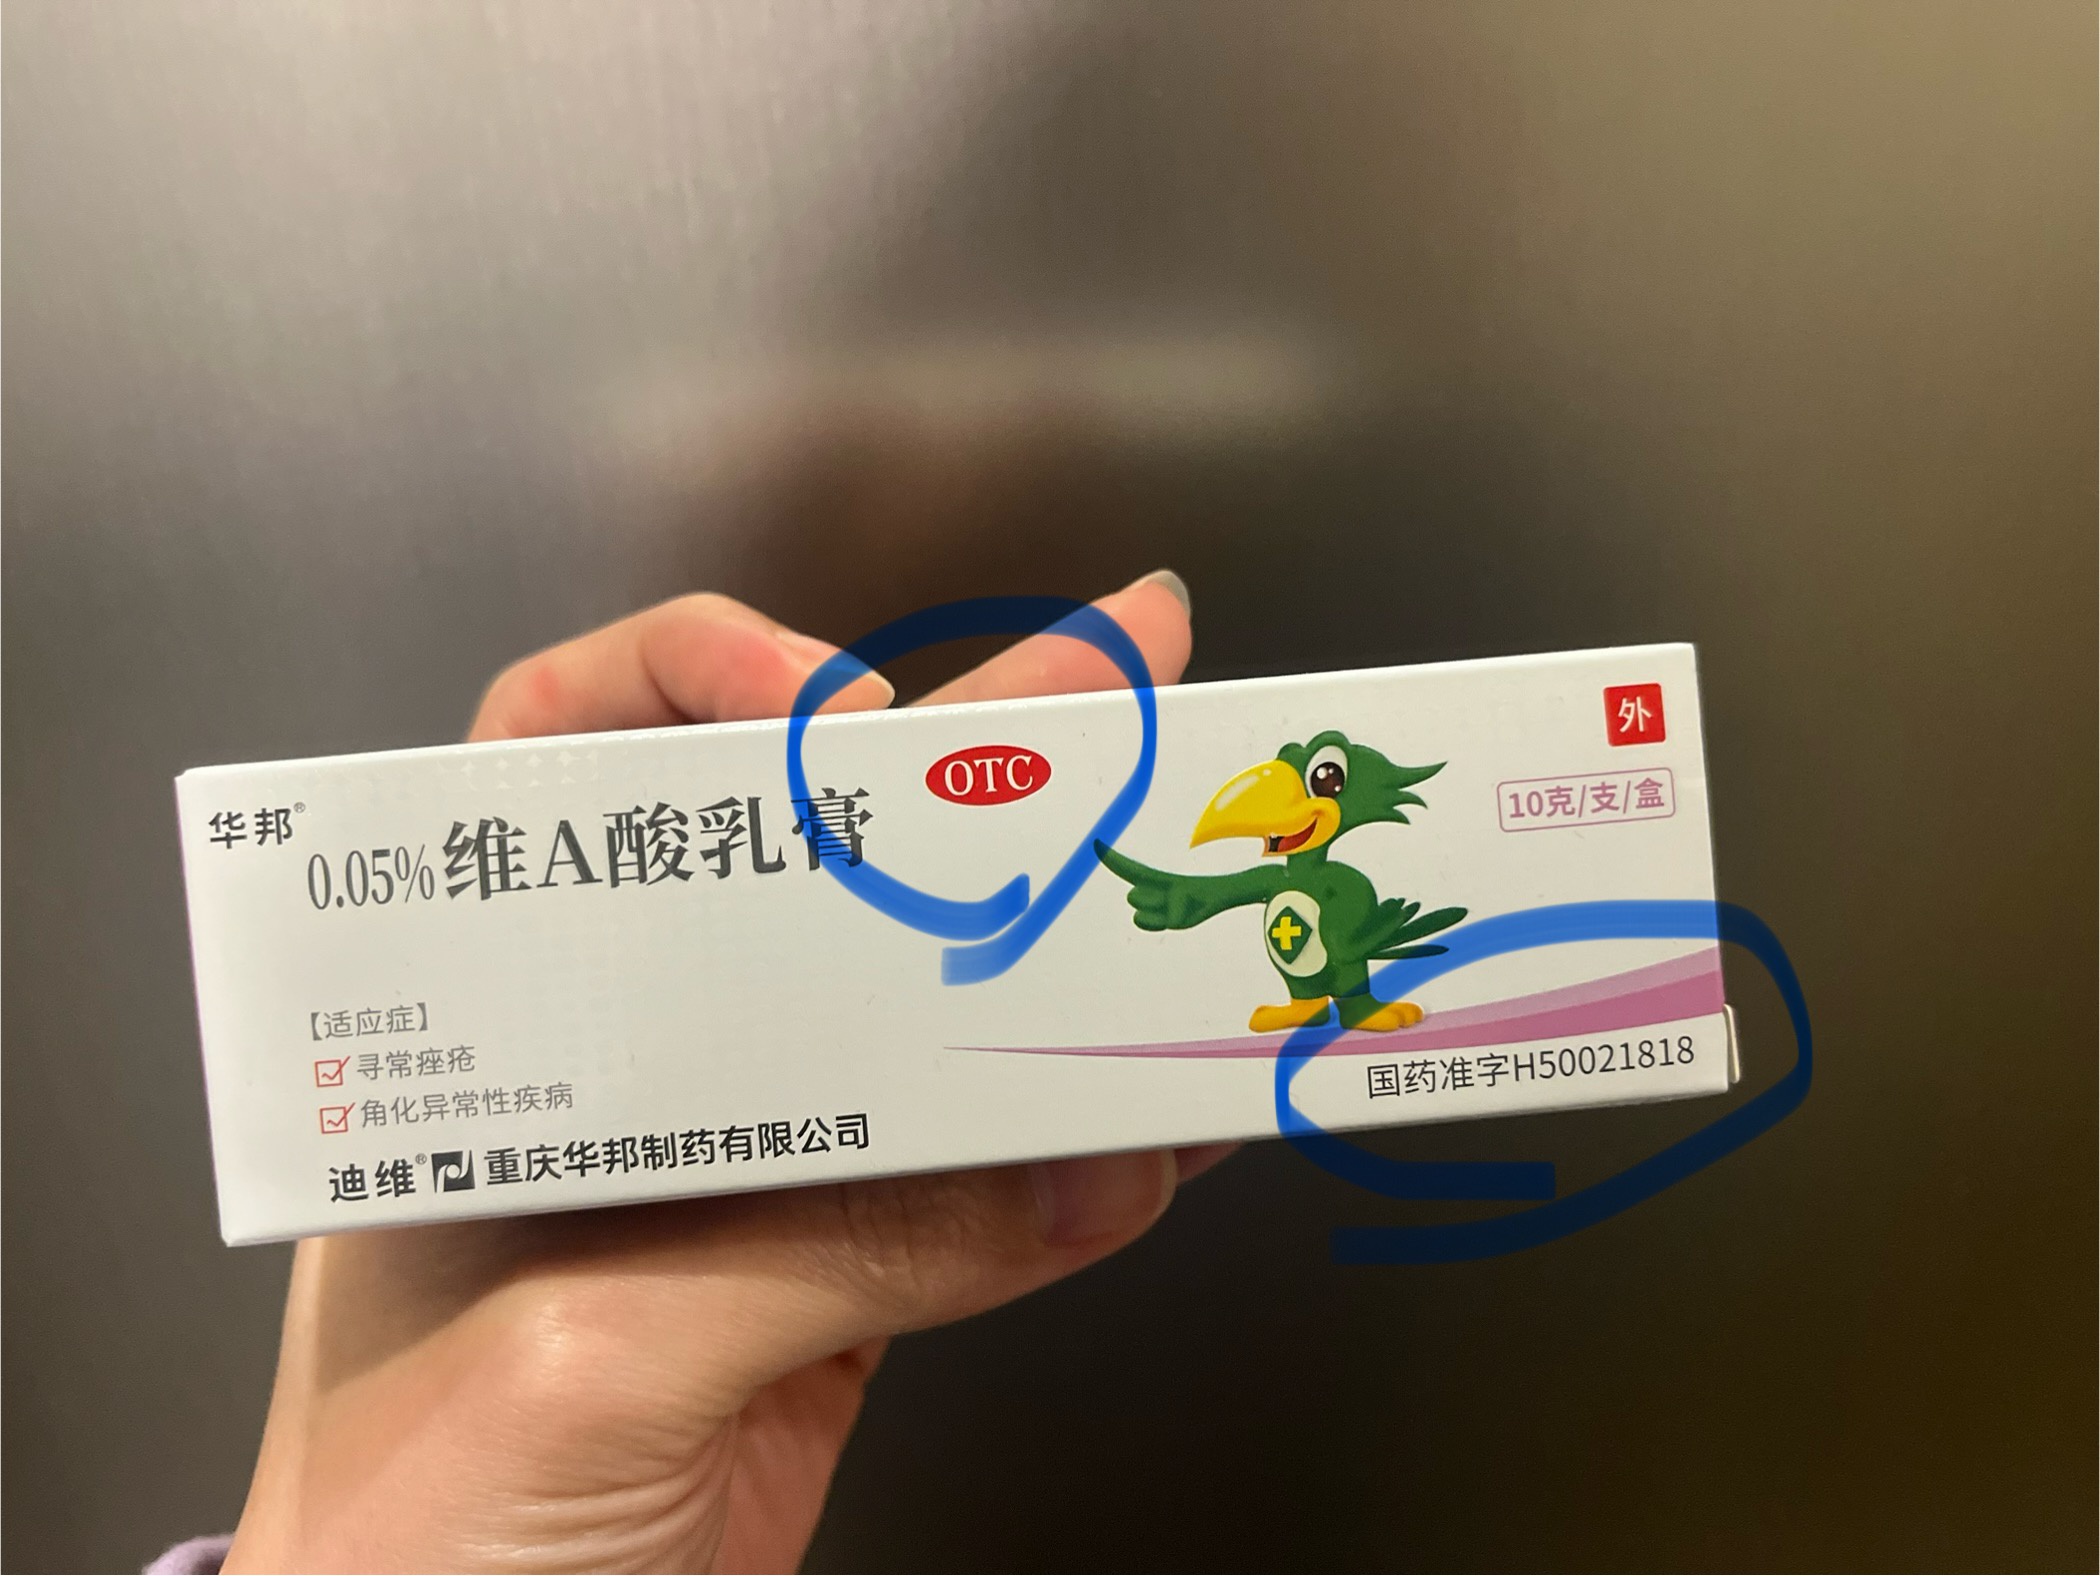 华邦®
0.05%维A酸乳膏
OTC
外
10克/支/盒
【适应症】
寻常痤疮
角化异常性疾病
迪维® 重庆华邦制药有限公司
国药准字H50021818